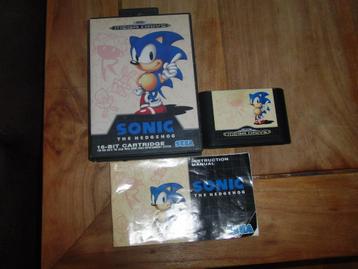 MEGA DRIVE
SONIC
THE HEDGEHOG
16-BIT CARTRIDGE
SEGA
MEGA DRIVE
INSTRUCTION
MANUAL
SONIC
THE HEDGEHOG
SEGA